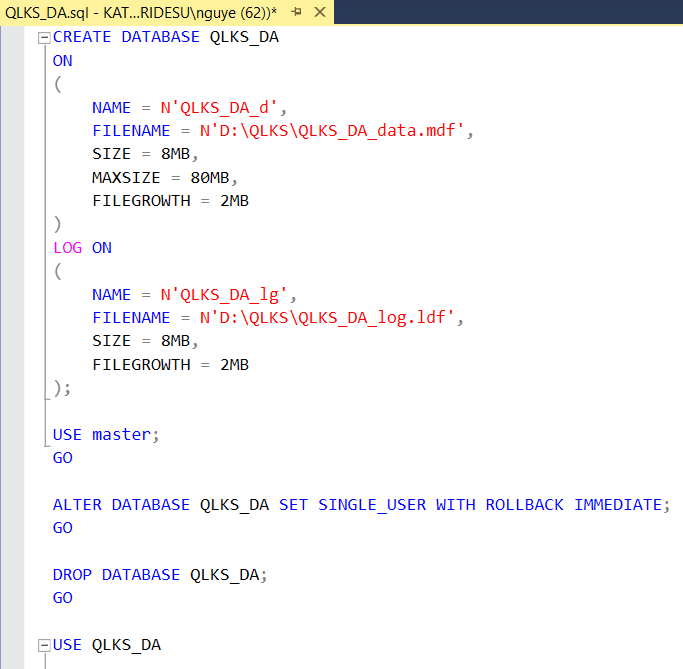 QLKS_DA.sql - KAT...RIDESU\nguye (62))*
CREATE DATABASE QLKS_DA
ON
(
    NAME = N'QLKS_DA_d',
    FILENAME = N'D:\QLKS\QLKS_DA_data.mdf',
    SIZE = 8MB,
    MAXSIZE = 80MB,
    FILEGROWTH = 2MB
)
LOG ON
(
    NAME = N'QLKS_DA_lg',
    FILENAME = N'D:\QLKS\QLKS_DA_log.ldf',
    SIZE = 8MB,
    FILEGROWTH = 2MB
);
USE master;
GO
ALTER DATABASE QLKS_DA SET SINGLE_USER WITH ROLLBACK IMMEDIATE;
GO
DROP DATABASE QLKS_DA;
GO
USE QLKS_DA